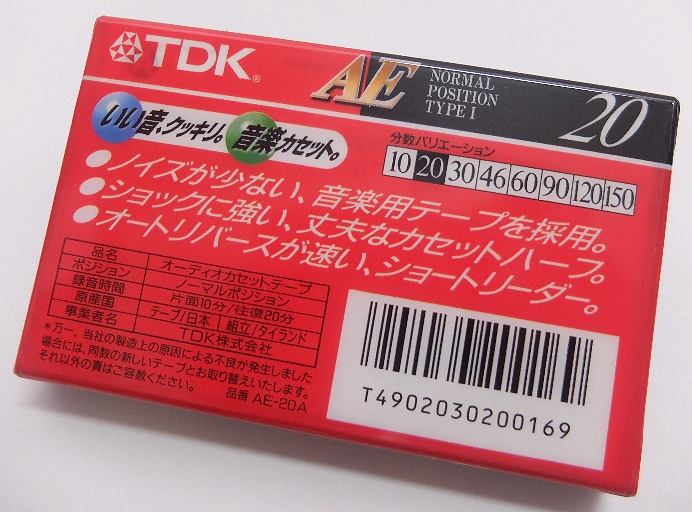 TDK®
AE NORMAL
POSITION
TYPE I
20
いい音、クッキリ。音楽カセット。
分数バリエーション
10 20 30 46 60 90 120 150
●ノイズが少ない、音楽用テープを採用。
●ショックに強い、丈夫なカセットハーフ。
●オートリバースが速い、ショートリーダー。
品名 オーディオカセットテープ
ポジション ノーマルポジション
録音時間 片面10分/往復20分
原産国 テープ/日本 組立/タイランド
事業者名 TDK株式会社
*万一、当社の製造上の原因による不良が発生しました
場合には、同数の新しいテープとお取り替えいたします。
それ以外の責はご容赦ください。 品番 AE-20A
T4902030200169